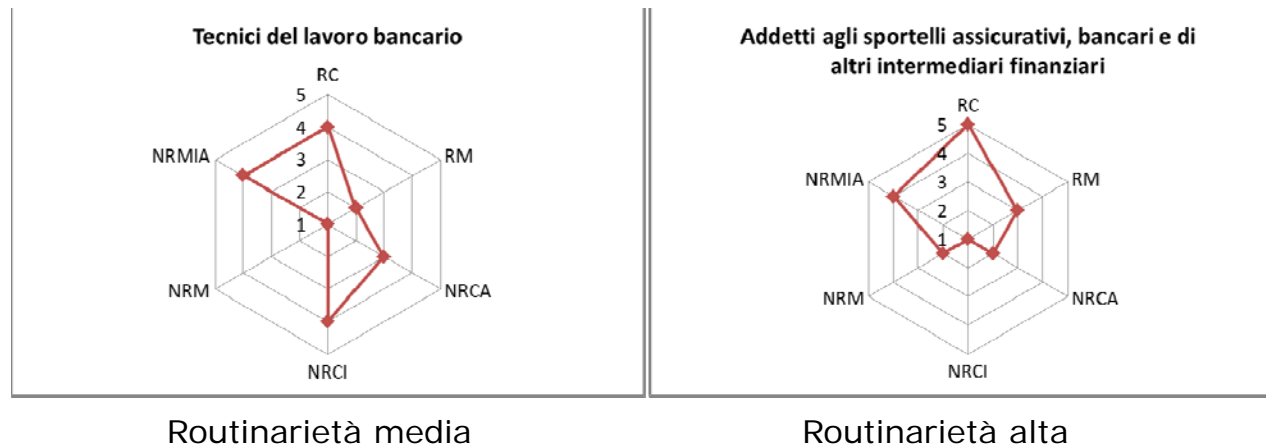 Tecnici del lavoro bancario
RC
5
4
3
2
1
RM
NRCA
NRCI
NRM
NRMIA
Routinarietà media
Addetti agli sportelli assicurativi, bancari e di
altri intermediari finanziari
RC
5
4
3
2
1
RM
NRCA
NRCI
NRM
NRMIA
Routinarietà alta